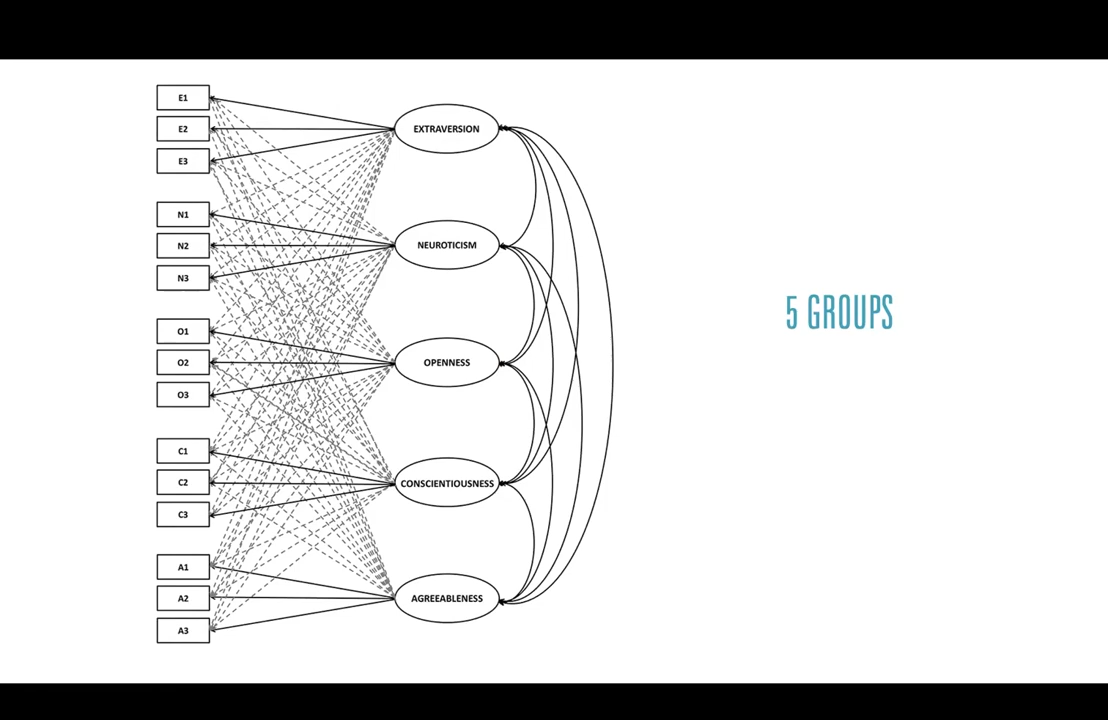 E1
E2
E3
N1
N2
N3
O1
O2
O3
C1
C2
C3
A1
A2
A3
EXTRAVERSION
NEUROTICISM
OPENNESS
CONSCIENTIOUSNESS
AGREEABLENESS
5 GROUPS